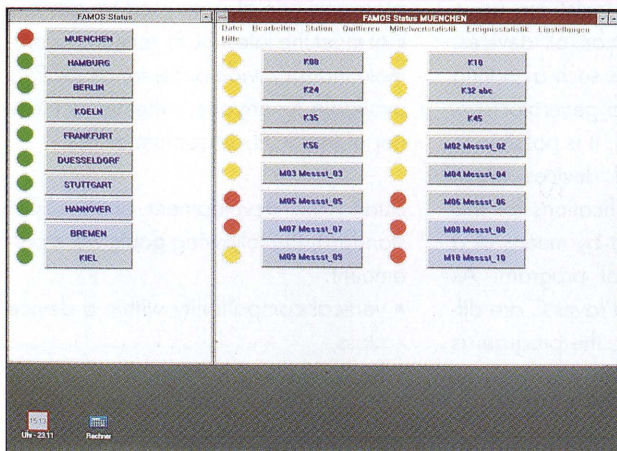 FAMOS Status
MUENCHEN
HAMBURG
BERLIN
KOELN
FRANKFURT
DUESSELDORF
STUTTGART
HANNOVER
BREMEN
KIEL
FAMOS Status MUENCHEN
Datei Bearbeiten Station Quittieren Mittelwertstatistik Ereignisstatistik Einstellungen
Hilfe
K00 K10
K24 K32 abc
K35 K45
K56 M02 Messst_02
M03 Messst_03 M04 Messst_04
M05 Messst_05 M06 Messst_06
M07 Messst_07 M08 Messst_08
M09 Messst_09 M10 Messst_10
15:13
Uhr - 23.11 Rechner